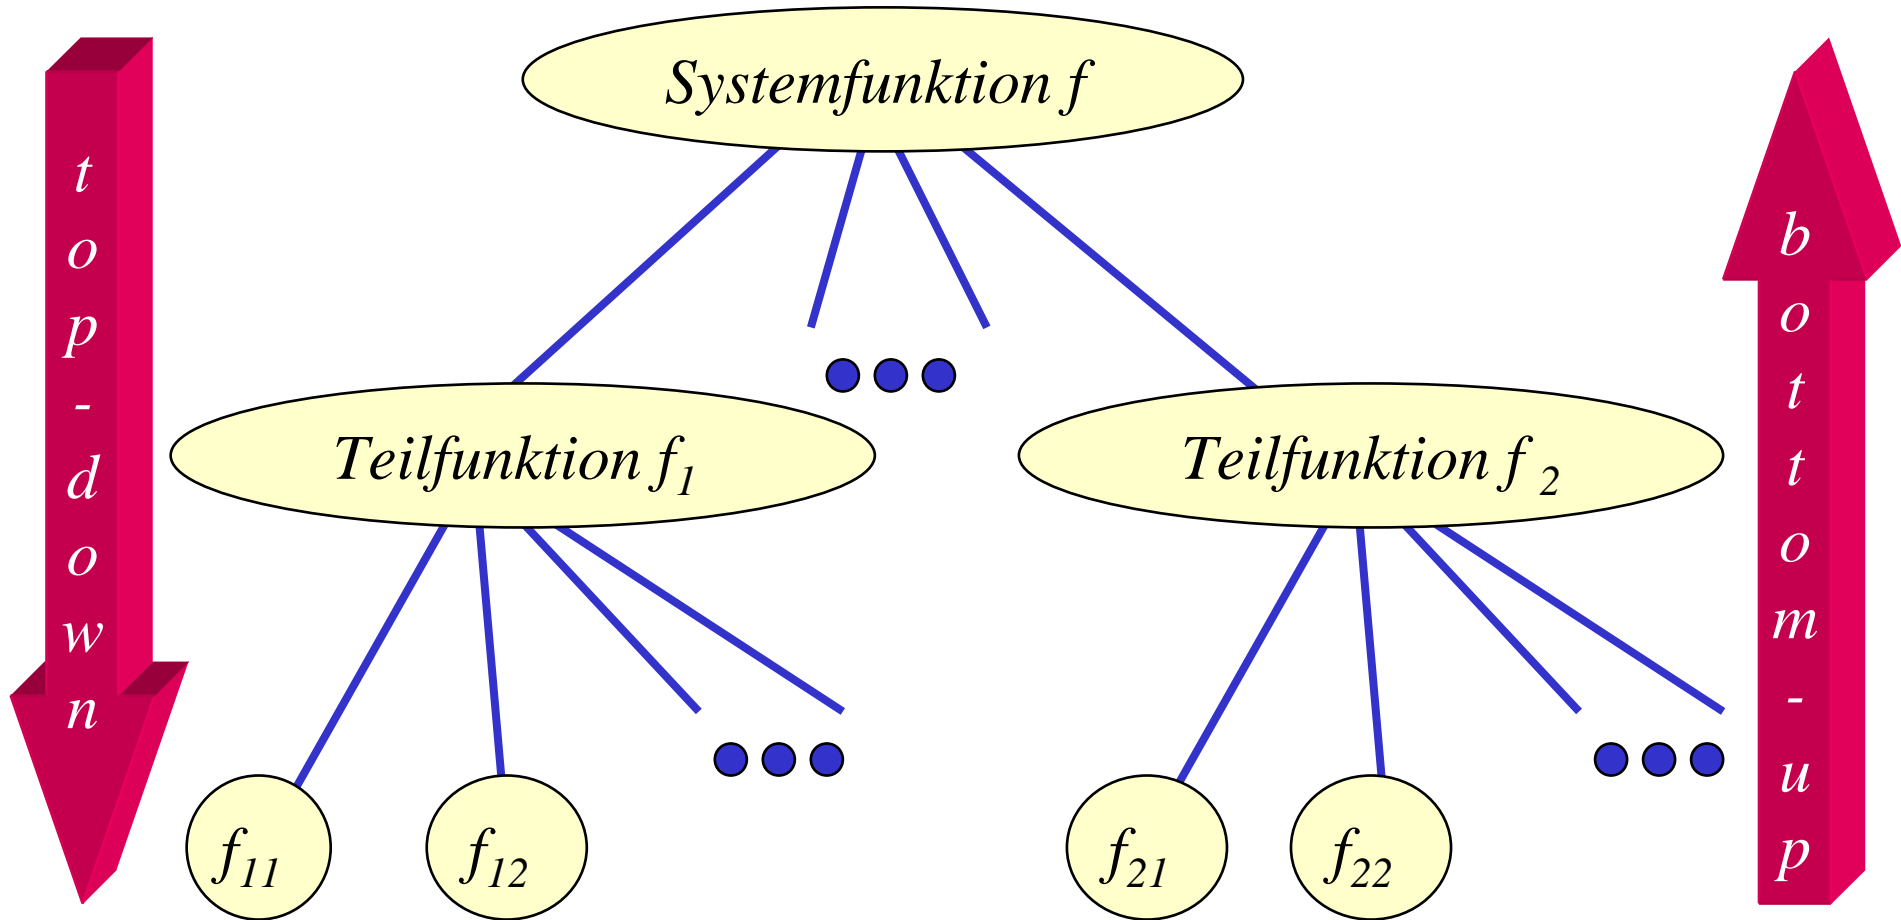 Systemfunktion f
top-down
bottom-up
Teilfunktion f1
Teilfunktion f 2
f11
f12
f21
f22